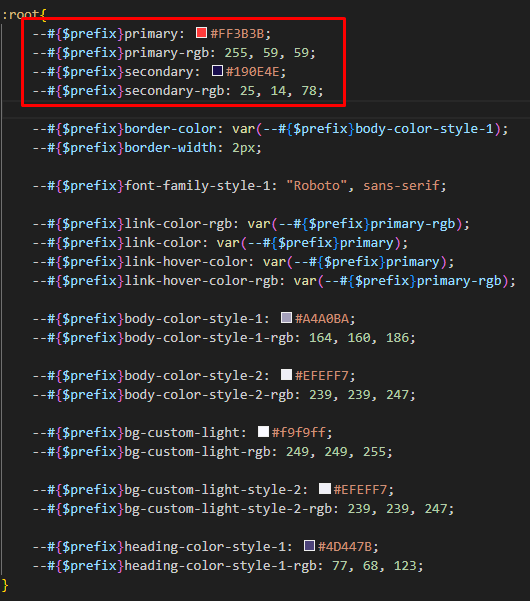 :root{
--#{$prefix}primary: #FF3B3B;
--#{$prefix}primary-rgb: 255, 59, 59;
--#{$prefix}secondary: #190E4E;
--#{$prefix}secondary-rgb: 25, 14, 78;
--#{$prefix}border-color: var(--#{$prefix}body-color-style-1);
--#{$prefix}border-width: 2px;
--#{$prefix}font-family-style-1: "Roboto", sans-serif;
--#{$prefix}link-color-rgb: var(--#{$prefix}primary-rgb);
--#{$prefix}link-color: var(--#{$prefix}primary);
--#{$prefix}link-hover-color: var(--#{$prefix}primary);
--#{$prefix}link-hover-color-rgb: var(--#{$prefix}primary-rgb);
--#{$prefix}body-color-style-1: #A4A0BA;
--#{$prefix}body-color-style-1-rgb: 164, 160, 186;
--#{$prefix}body-color-style-2: #EFEFF7;
--#{$prefix}body-color-style-2-rgb: 239, 239, 247;
--#{$prefix}bg-custom-light: #f9f9ff;
--#{$prefix}bg-custom-light-rgb: 249, 249, 255;
--#{$prefix}bg-custom-light-style-2: #EFEFF7;
--#{$prefix}bg-custom-light-style-2-rgb: 239, 239, 247;
--#{$prefix}heading-color-style-1: #4D447B;
--#{$prefix}heading-color-style-1-rgb: 77, 68, 123;
}